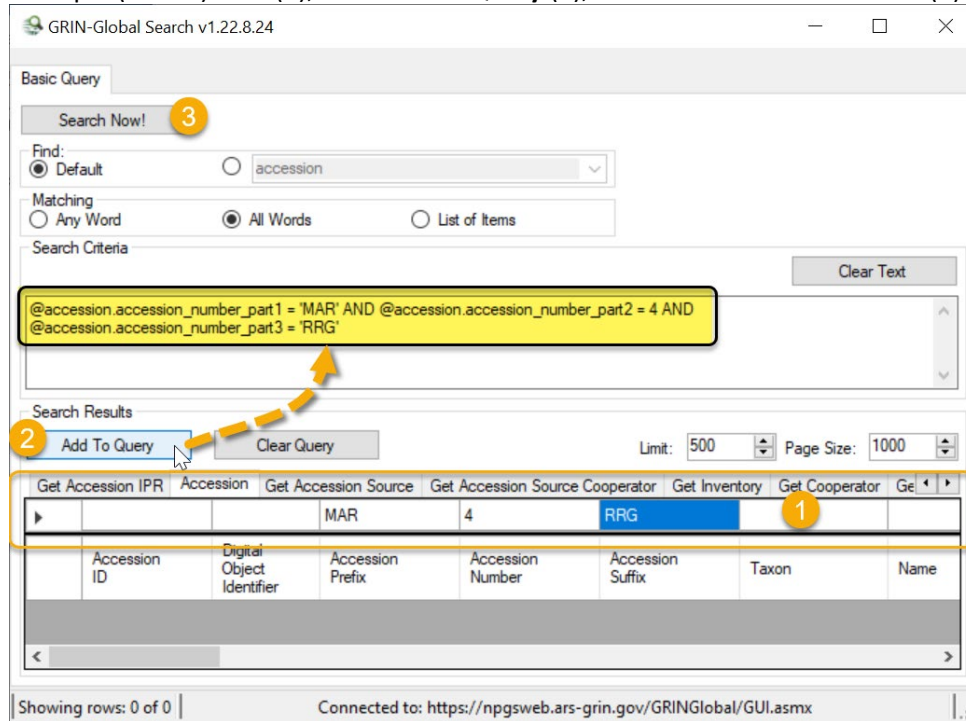 GRIN-Global Search v1.22.8.24
Basic Query
Search Now! 3
Find:
Default accession
Matching
Any Word All Words List of Items
Search Criteria
Clear Text
@accession.accession_number_part1 = 'MAR' AND @accession.accession_number_part2 = 4 AND
@accession.accession_number_part3 = 'RRG'
Search Results
2 Add To Query Clear Query Limit: 500 Page Size: 1000
Get Accession IPR Accession Get Accession Source Get Accession Source Cooperator Get Inventory Get Cooperator Ge
MAR 4 RRG 1
Accession ID Digital Object Identifier Accession Prefix Accession Number Accession Suffix Taxon Name
Showing rows: 0 of 0 Connected to: https://npgsweb.ars-grin.gov/GRINGlobal/GUI.asmx